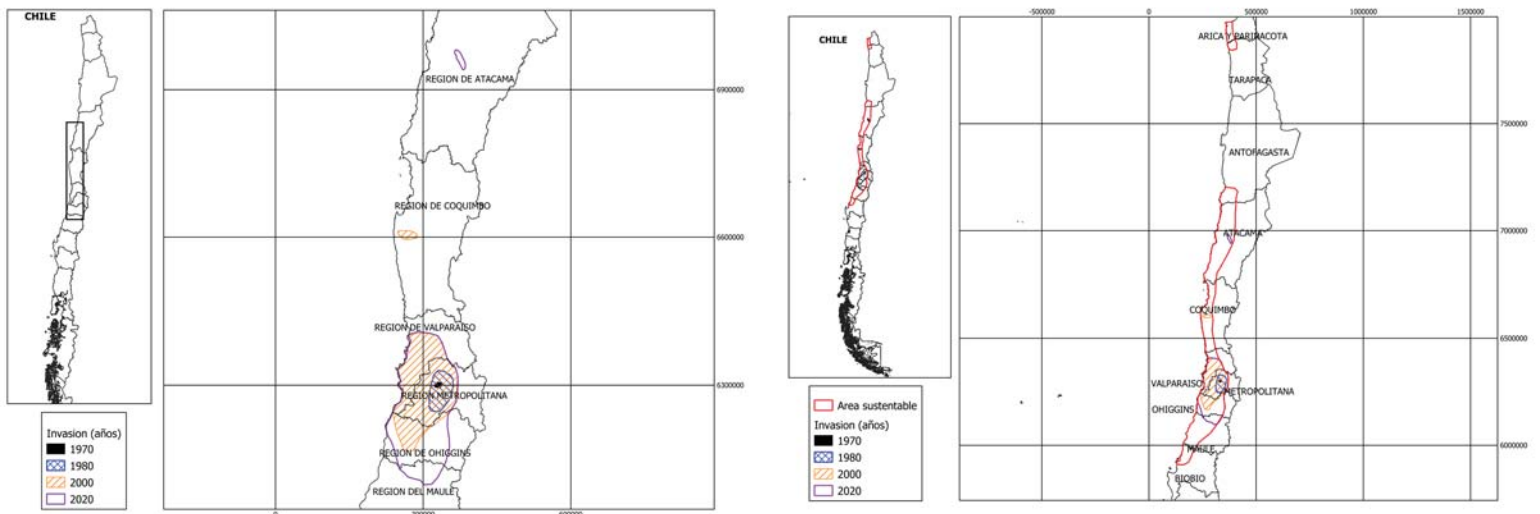 CHILE
REGION DE ATACAMA
6900000
REGION DE COQUIMBO
6600000
REGION DE VALPARAISO
6300000
REGION METROPOLITANA
REGION DE OHIGGINS
REGION DEL MAULE
0
Invasion (años)
1970
1980
2000
2020
CHILE
Area sustentable
Invasion (años)
1970
1980
2000
2020
-500000
0
500000
1000000
1500000
ARICA Y PARINACOTA
TARAPACA
7500000
ANTOFAGASTA
7000000
ATACAMA
COQUIMBO
6500000
VALPARAISO
METROPOLITANA
OHIGGINS
6000000
MAULE
BIOBIO